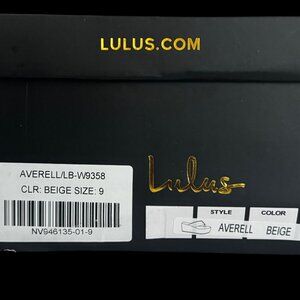 LULUS.COM
Lulus
AVERELL/LB-W9358
CLR: BEIGE SIZE: 9
NV946135-01-9
STYLE COLOR
AVERELL BEIGE